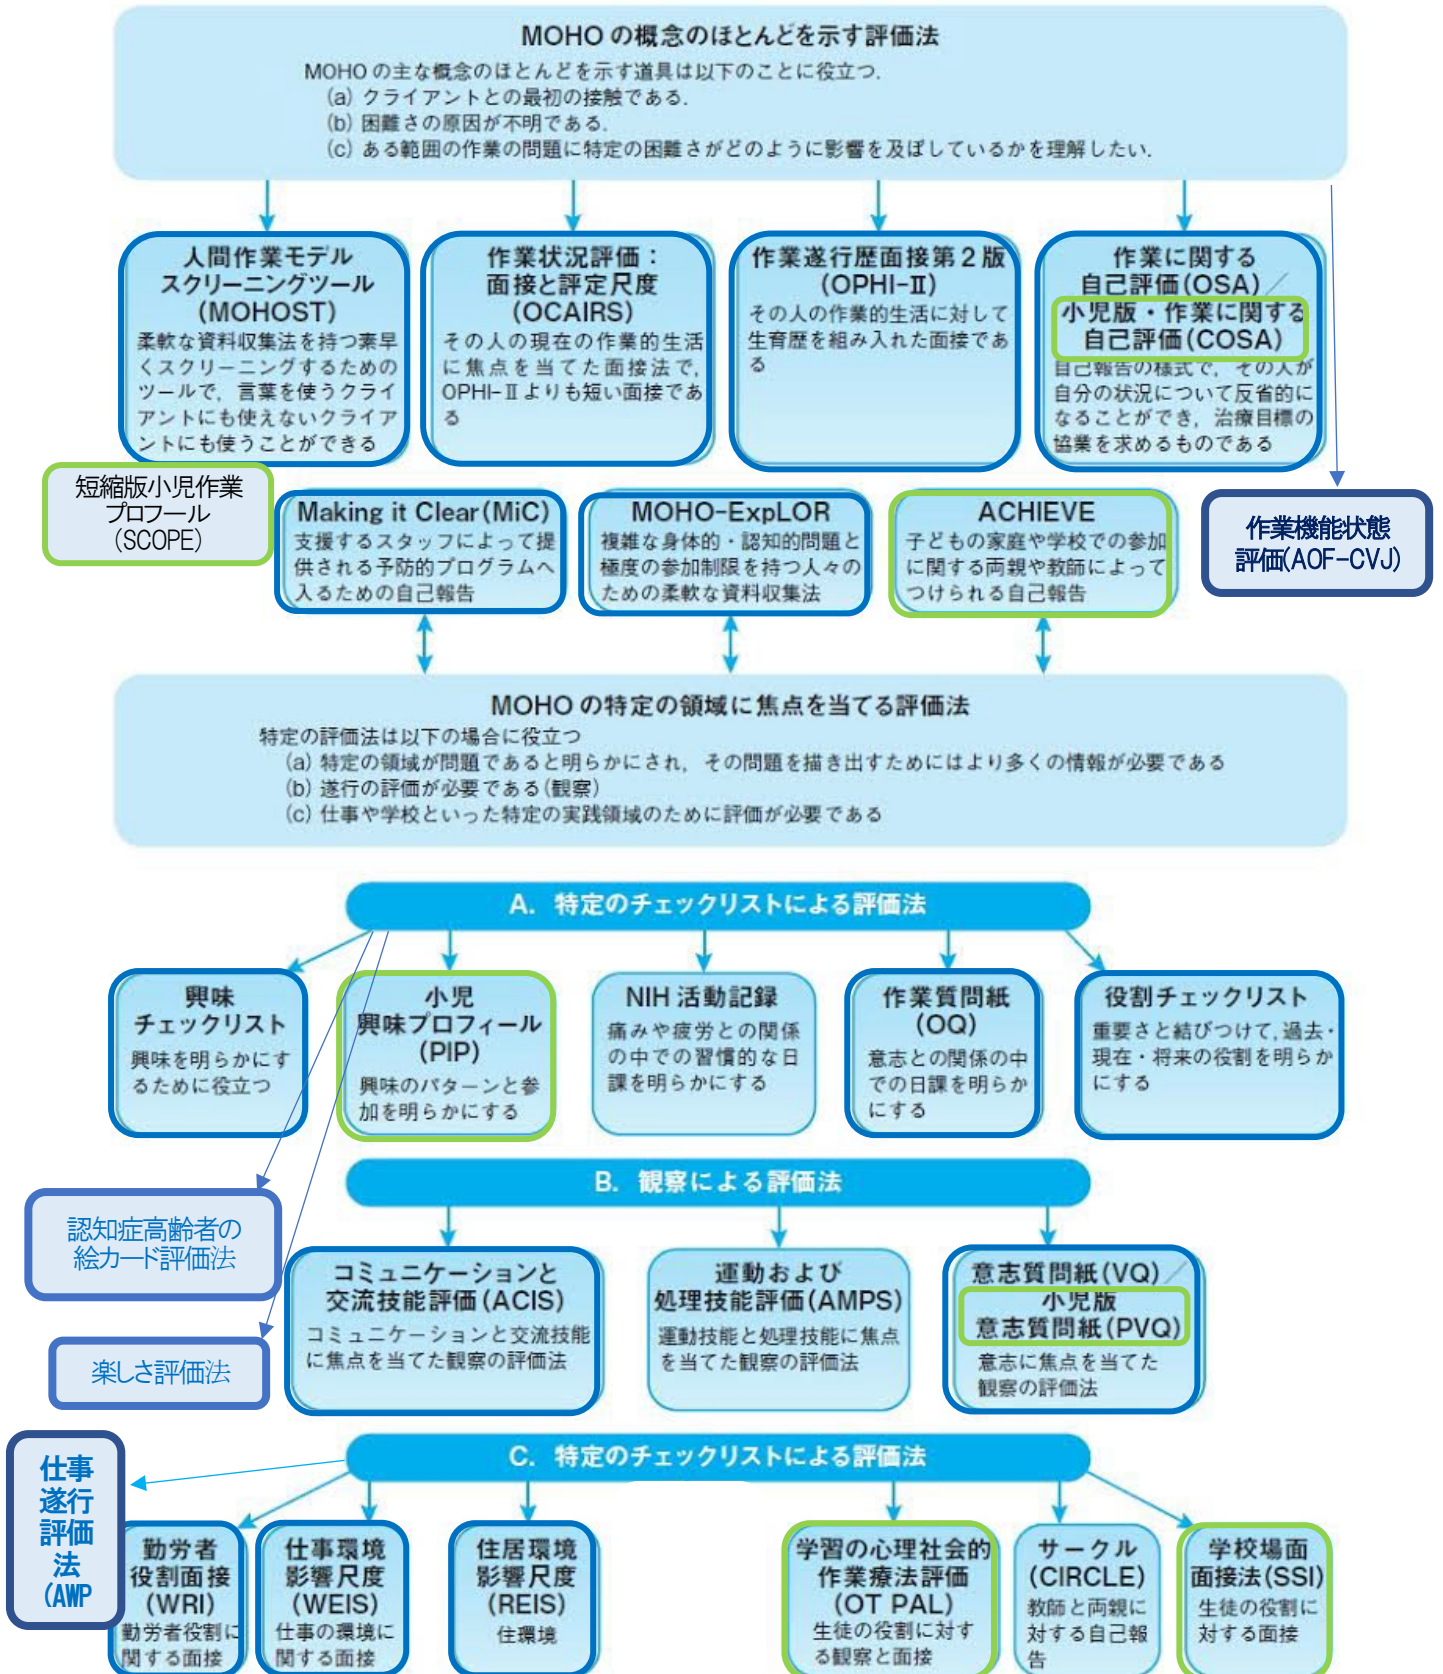 MOHO の概念のほとんどを示す評価法
MOHO の主な概念のほとんどを示す道具は以下のことに役立つ.
(a) クライアントとの最初の接触である.
(b) 困難さの原因が不明である.
(c) ある範囲の作業の問題に特定の困難さがどのように影響を及ぼしているかを理解したい.
人間作業モデル
スクリーニングツール
(MOHOST)
柔軟な資料収集法を持つ素早
くスクリーニングするための
ツールで, 言葉を使うクライ
アントにも使えないクライア
ントにも使うことができる
作業状況評価:
面接と評定尺度
(OCAIRS)
その人の現在の作業的生活
に焦点を当てた面接法で,
OPHI-Ⅱよりも短い面接であ
る
作業遂行歴面接第2版
(OPHI-Ⅱ)
その人の作業的生活に対して
生育歴を組み入れた面接であ
る
作業に関する
自己評価(OSA)／
小児版・作業に関する
自己評価(COSA)
自己報告の様式で, その人が
自分の状況について反省的に
なることができ, 治療目標の
協業を求めるものである
短縮版小児作業
プロフール
(SCOPE)
Making it Clear(MiC)
支援するスタッフによって提
供される予防的プログラムへ
入るための自己報告
MOHO-ExpLOR
複雑な身体的・認知的問題と
極度の参加制限を持つ人々の
ための柔軟な資料収集法
ACHIEVE
子どもの家庭や学校での参加
に関する両親や教師によって
つけられる自己報告
作業機能状態
評価(AOF-CVJ)
MOHO の特定の領域に焦点を当てる評価法
特定の評価法は以下の場合に役立つ
(a) 特定の領域が問題であると明らかにされ, その問題を描き出すためにはより多くの情報が必要である
(b) 遂行の評価が必要である(観察)
(c) 仕事や学校といった特定の実践領域のために評価が必要である
A. 特定のチェックリストによる評価法
興味
チェックリスト
興味を明らかにす
るために役立つ
小児
興味プロフィール
(PIP)
興味のパターンと参
加を明らかにする
NIH 活動記録
痛みや疲労との関係
の中での習慣的な日
課を明らかにする
作業質問紙
(OQ)
意志との関係の中
での日課を明らか
にする
役割チェックリスト
重要さと結びつけて, 過去・
現在・将来の役割を明らか
にする
B. 観察による評価法
認知症高齢者の
絵カード評価法
コミュニケーションと
交流技能評価(ACIS)
コミュニケーションと交流技能
に焦点を当てた観察の評価法
運動および
処理技能評価(AMPS)
運動技能と処理技能に焦点
を当てた観察の評価法
意志質問紙(VQ)／
小児版
意志質問紙(PVQ)
意志に焦点を当てた
観察の評価法
楽しさ評価法
C. 特定のチェックリストによる評価法
仕事
遂行
評価
法
(AWP
勤労者
役割面接
(WRI)
勤労者役割に
関する面接
仕事環境
影響尺度
(WEIS)
仕事の環境に
関する面接
住居環境
影響尺度
(REIS)
住環境
学習の心理社会的
作業療法評価
(OT PAL)
生徒の役割に対す
る観察と面接
サークル
(CIRCLE)
教師と両親に
対する自己報
告
学校場面
面接法(SSI)
生徒の役割に
対する面接